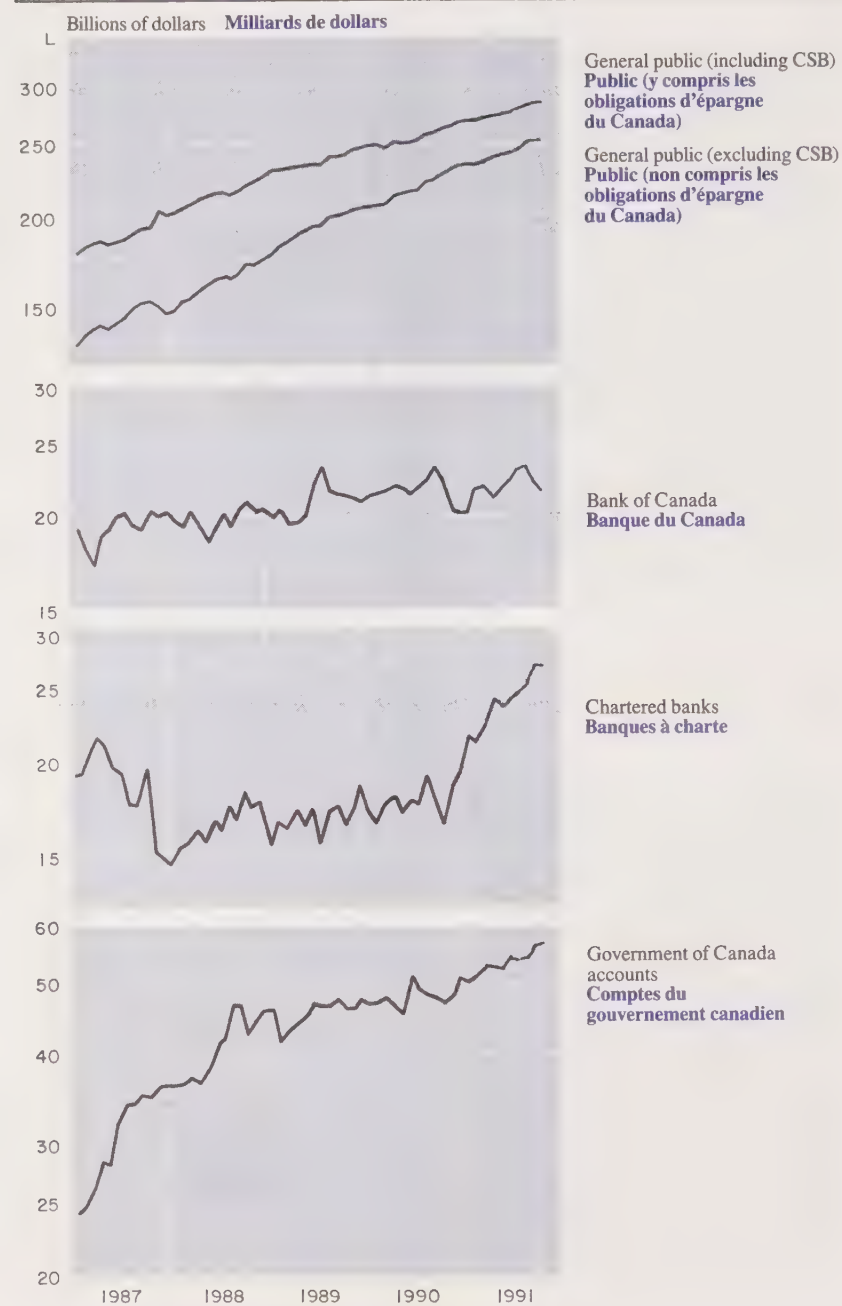 Billions of dollars Milliards de dollars
L
300
250
200
150
General public (including CSB)
Public (y compris les
obligations d'épargne
du Canada)
General public (excluding CSB)
Public (non compris les
obligations d'épargne
du Canada)
30
25
20
15
Bank of Canada
Banque du Canada
30
25
20
15
Chartered banks
Banques à charte
60
50
40
30
25
20
Government of Canada
accounts
Comptes du
gouvernement canadien
1987 1988 1989 1990 1991